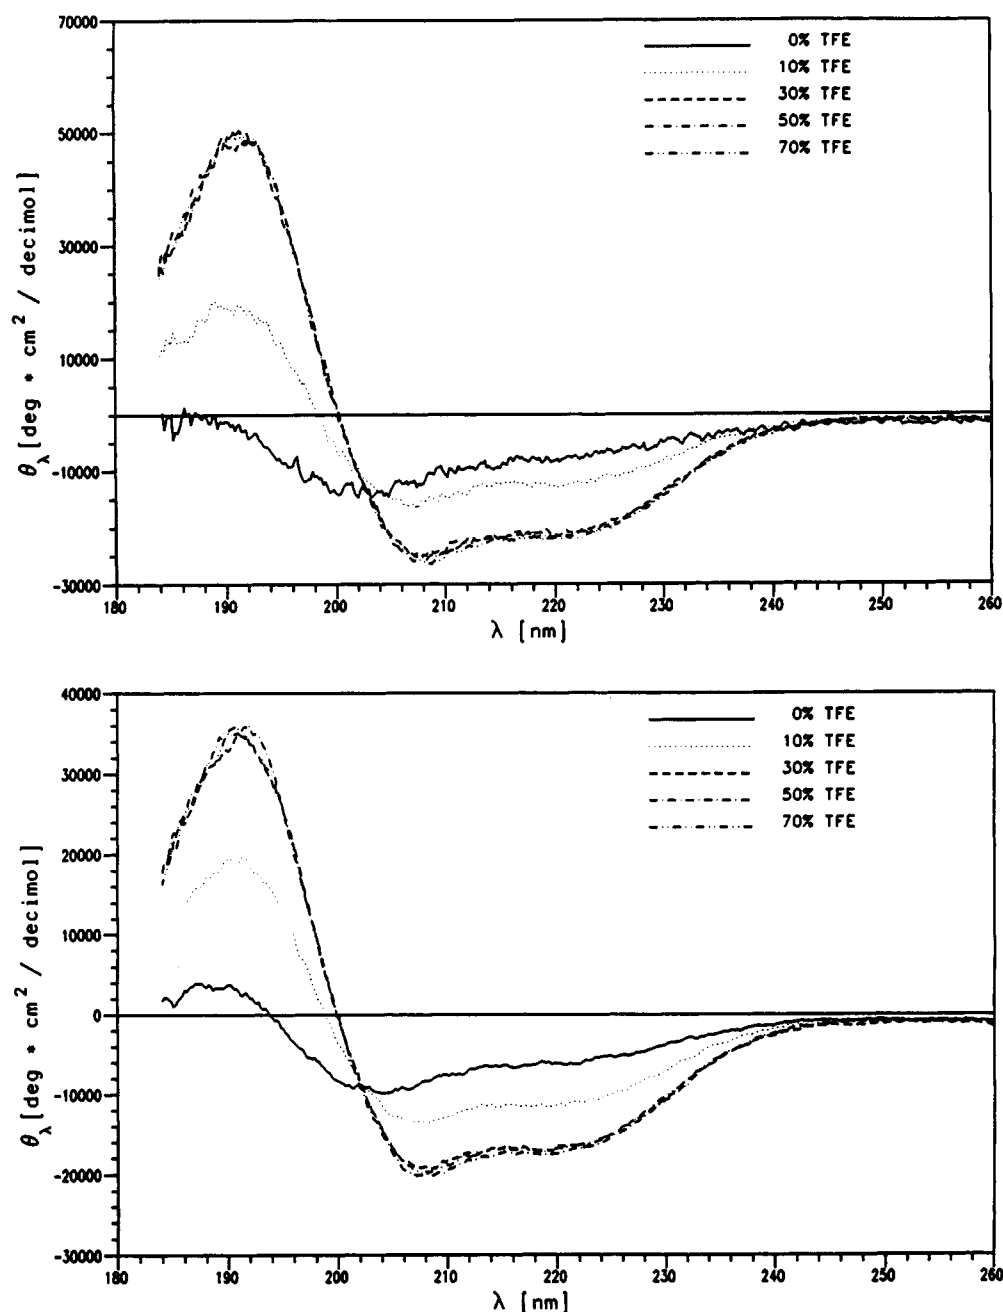 70000
50000
30000
10000
-10000
-30000
θλ [deg * cm2 / decimol]
0% TFE
10% TFE
30% TFE
50% TFE
70% TFE
180 190 200 210 220 230 240 250 260
λ [nm]
40000
30000
20000
10000
0
-10000
-20000
-30000
θλ [deg * cm2 / decimol]
0% TFE
10% TFE
30% TFE
50% TFE
70% TFE
180 190 200 210 220 230 240 250 260
λ [nm]